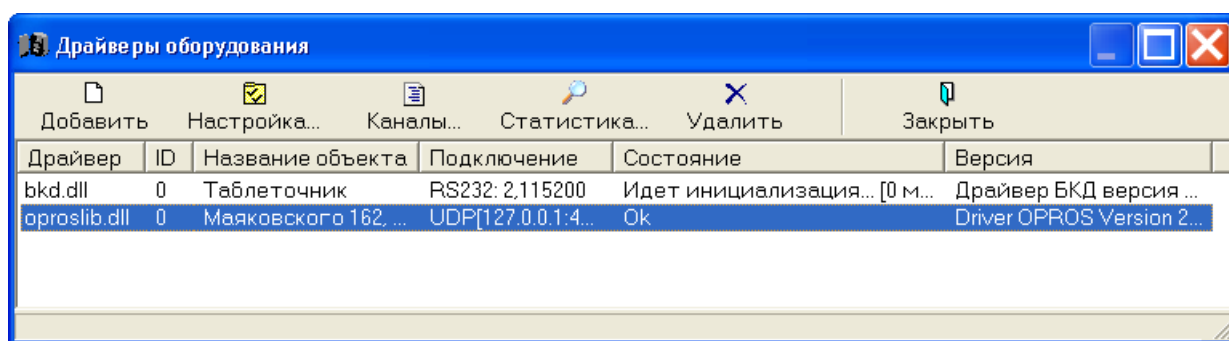 Драйверы оборудования
Добавить Настройка... Каналы... Статистика... Удалить Закрыть
Драйвер ID Название объекта Подключение Состояние Версия
bkd.dll 0 Таблеточник RS232: 2,115200 Идет инициализация... [0 м... Драйвер БКД версия ...
oproslib.dll 0 Маяковского 162, ... UDP[127.0.0.1:4... Ok Driver OPROS Version 2...